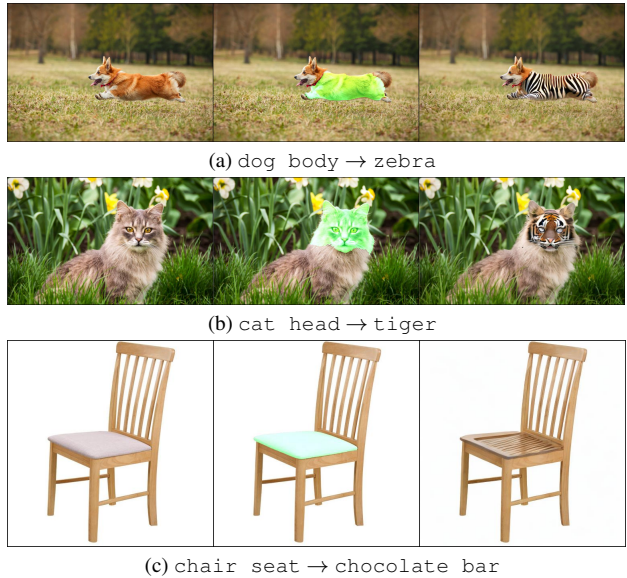 (a) dog body → zebra
(b) cat head → tiger
(c) chair seat → chocolate bar